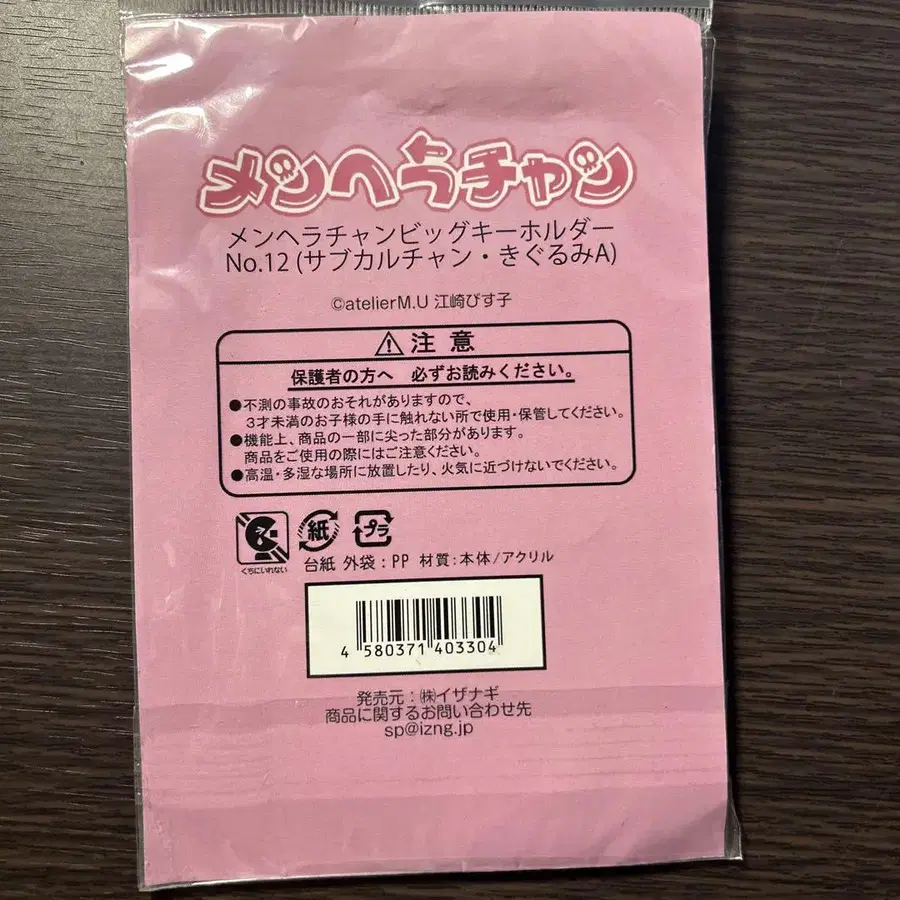 メンヘラチャン
メンヘラチャンビッグキーホルダー
No.12 (サブカルチャン・きぐるみA)
©atelierM.U 江崎びす子
注 意
保護者の方へ 必ずお読みください。
●不測の事故のおそれがありますので、
3才未満のお子様の手に触れない所で使用・保管してください。
●機能上、商品の一部に尖った部分があります。
商品をご使用の際にはご注意ください。
●高温・多湿な場所に放置したり、火気に近づけないでください。
紙 プラ
くちにいれない
台紙 外袋：PP 材質：本体/アクリル
4 580371 403304
発売元：㈱イザナギ
商品に関するお問い合わせ先
sp@izng.jp